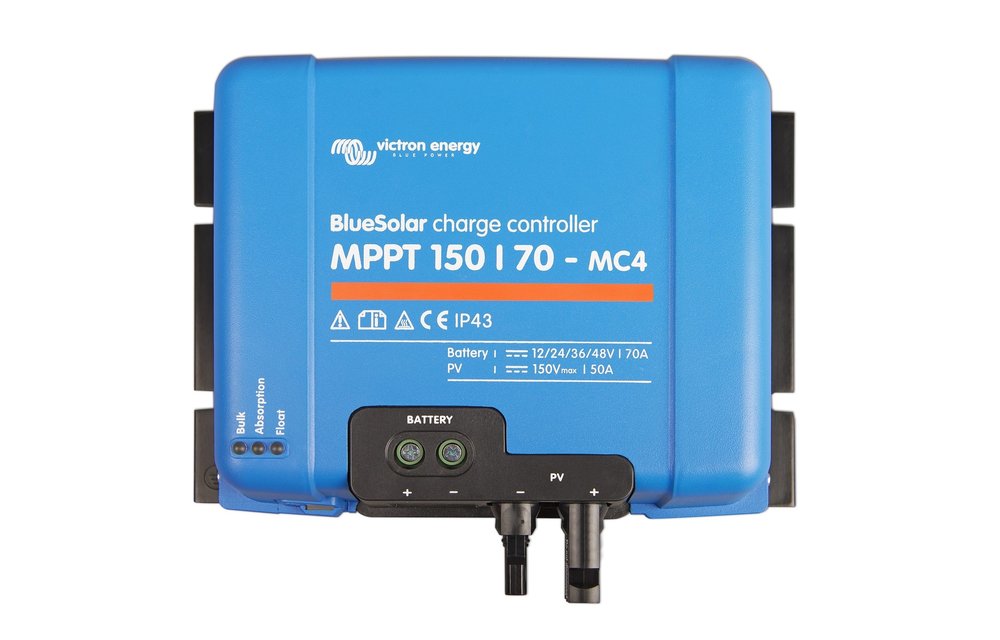 victron energy
BLUE POWER
BlueSolar charge controller
MPPT 150 | 70 - MC4
CE IP43
Battery | 12/24/36/48V | 70A
PV | 150Vmax | 50A
Bulk
Absorption
Float
BATTERY
+ −
PV
− +